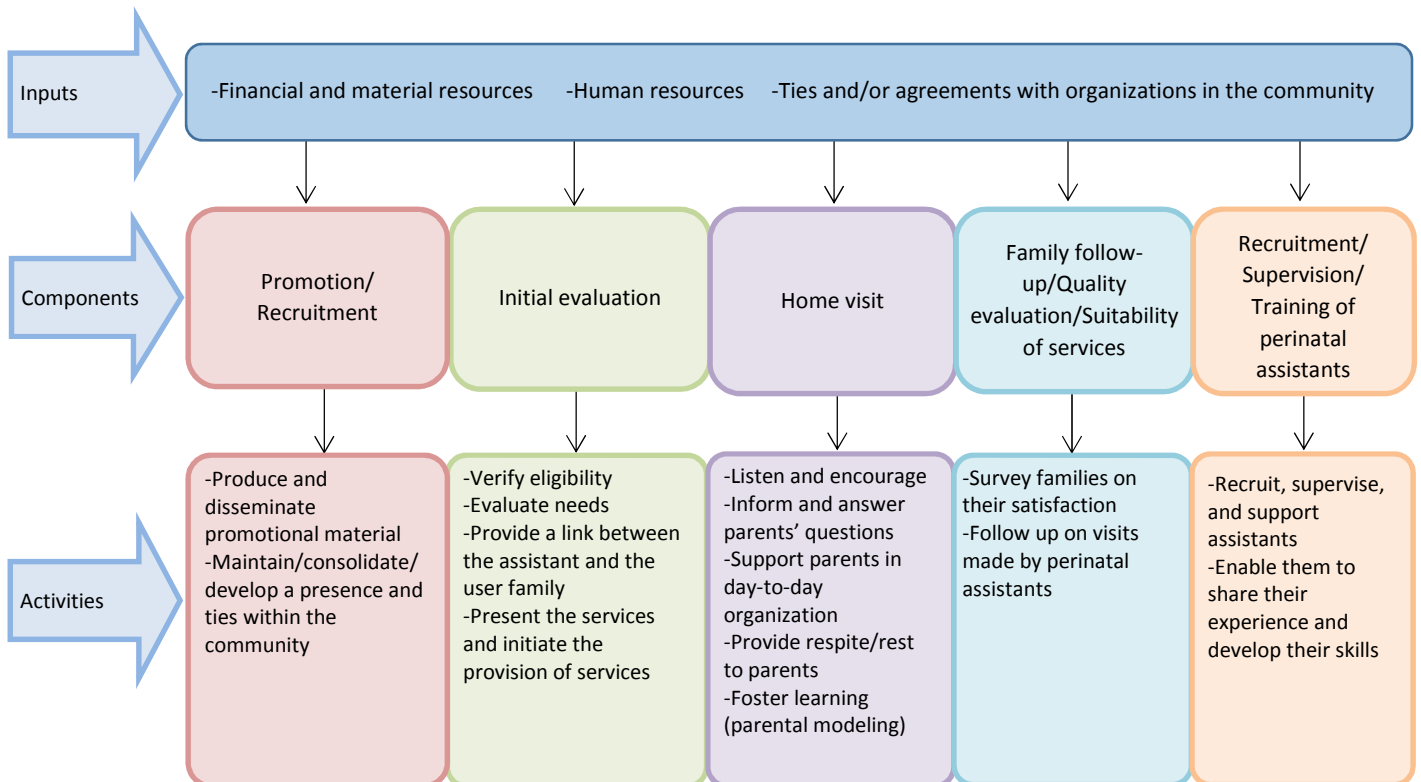 Inputs
-Financial and material resources -Human resources -Ties and/or agreements with organizations in the community
Components
Promotion/
Recruitment
Initial evaluation
Home visit
Family follow-
up/Quality
evaluation/Suitability
of services
Recruitment/
Supervision/
Training of
perinatal
assistants
Activities
-Produce and
disseminate
promotional material
-Maintain/consolidate/
develop a presence and
ties within the
community
-Verify eligibility
-Evaluate needs
-Provide a link between
the assistant and the
user family
-Present the services
and initiate the
provision of services
-Listen and encourage
-Inform and answer
parents’ questions
-Support parents in
day-to-day
organization
-Provide respite/rest
to parents
-Foster learning
(parental modeling)
-Survey families on
their satisfaction
-Follow up on visits
made by perinatal
assistants
-Recruit, supervise,
and support
assistants
-Enable them to
share their
experience and
develop their skills